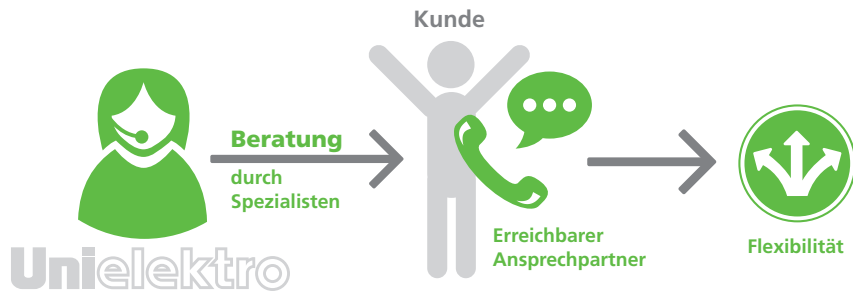 Kunde
Beratung
durch
Spezialisten
Erreichbarer
Ansprechpartner
Flexibilität
Unielektro